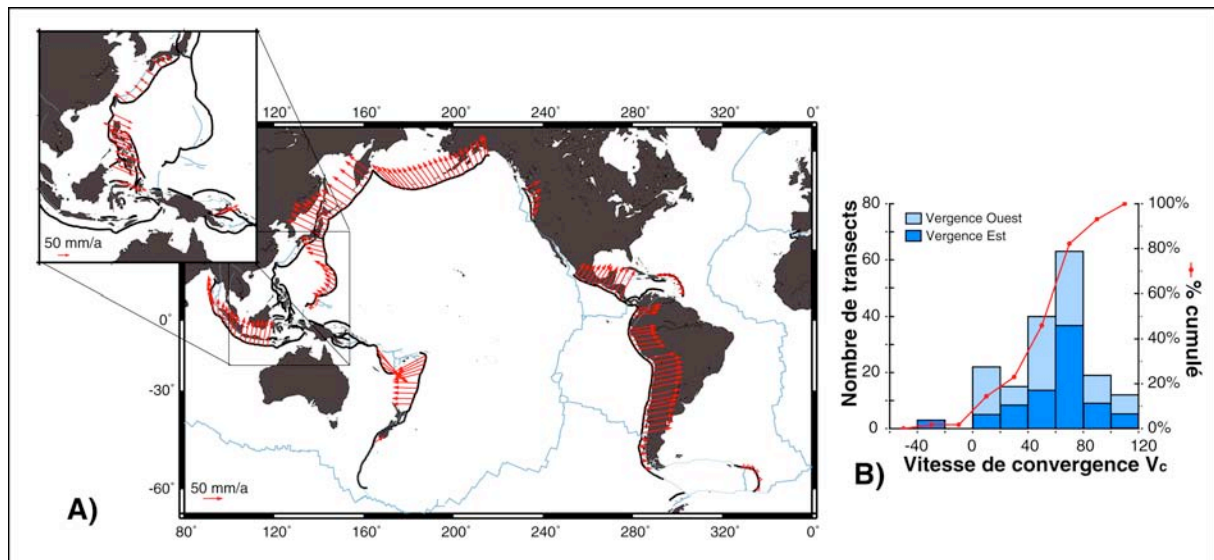 50 mm/a
120˚ 160˚ 200˚ 240˚ 280˚ 320˚ 0˚
0˚
-30˚
-60˚
50 mm/a
A)
80 120 160 200 240 280 320 0˚
Nombre de transects
80
60
40
20
0
Vergence Ouest
Vergence Est
100%
80%
60%
40%
20%
0%
% cumulé
-40 0 40 80 120
B)
Vitesse de convergence Vc